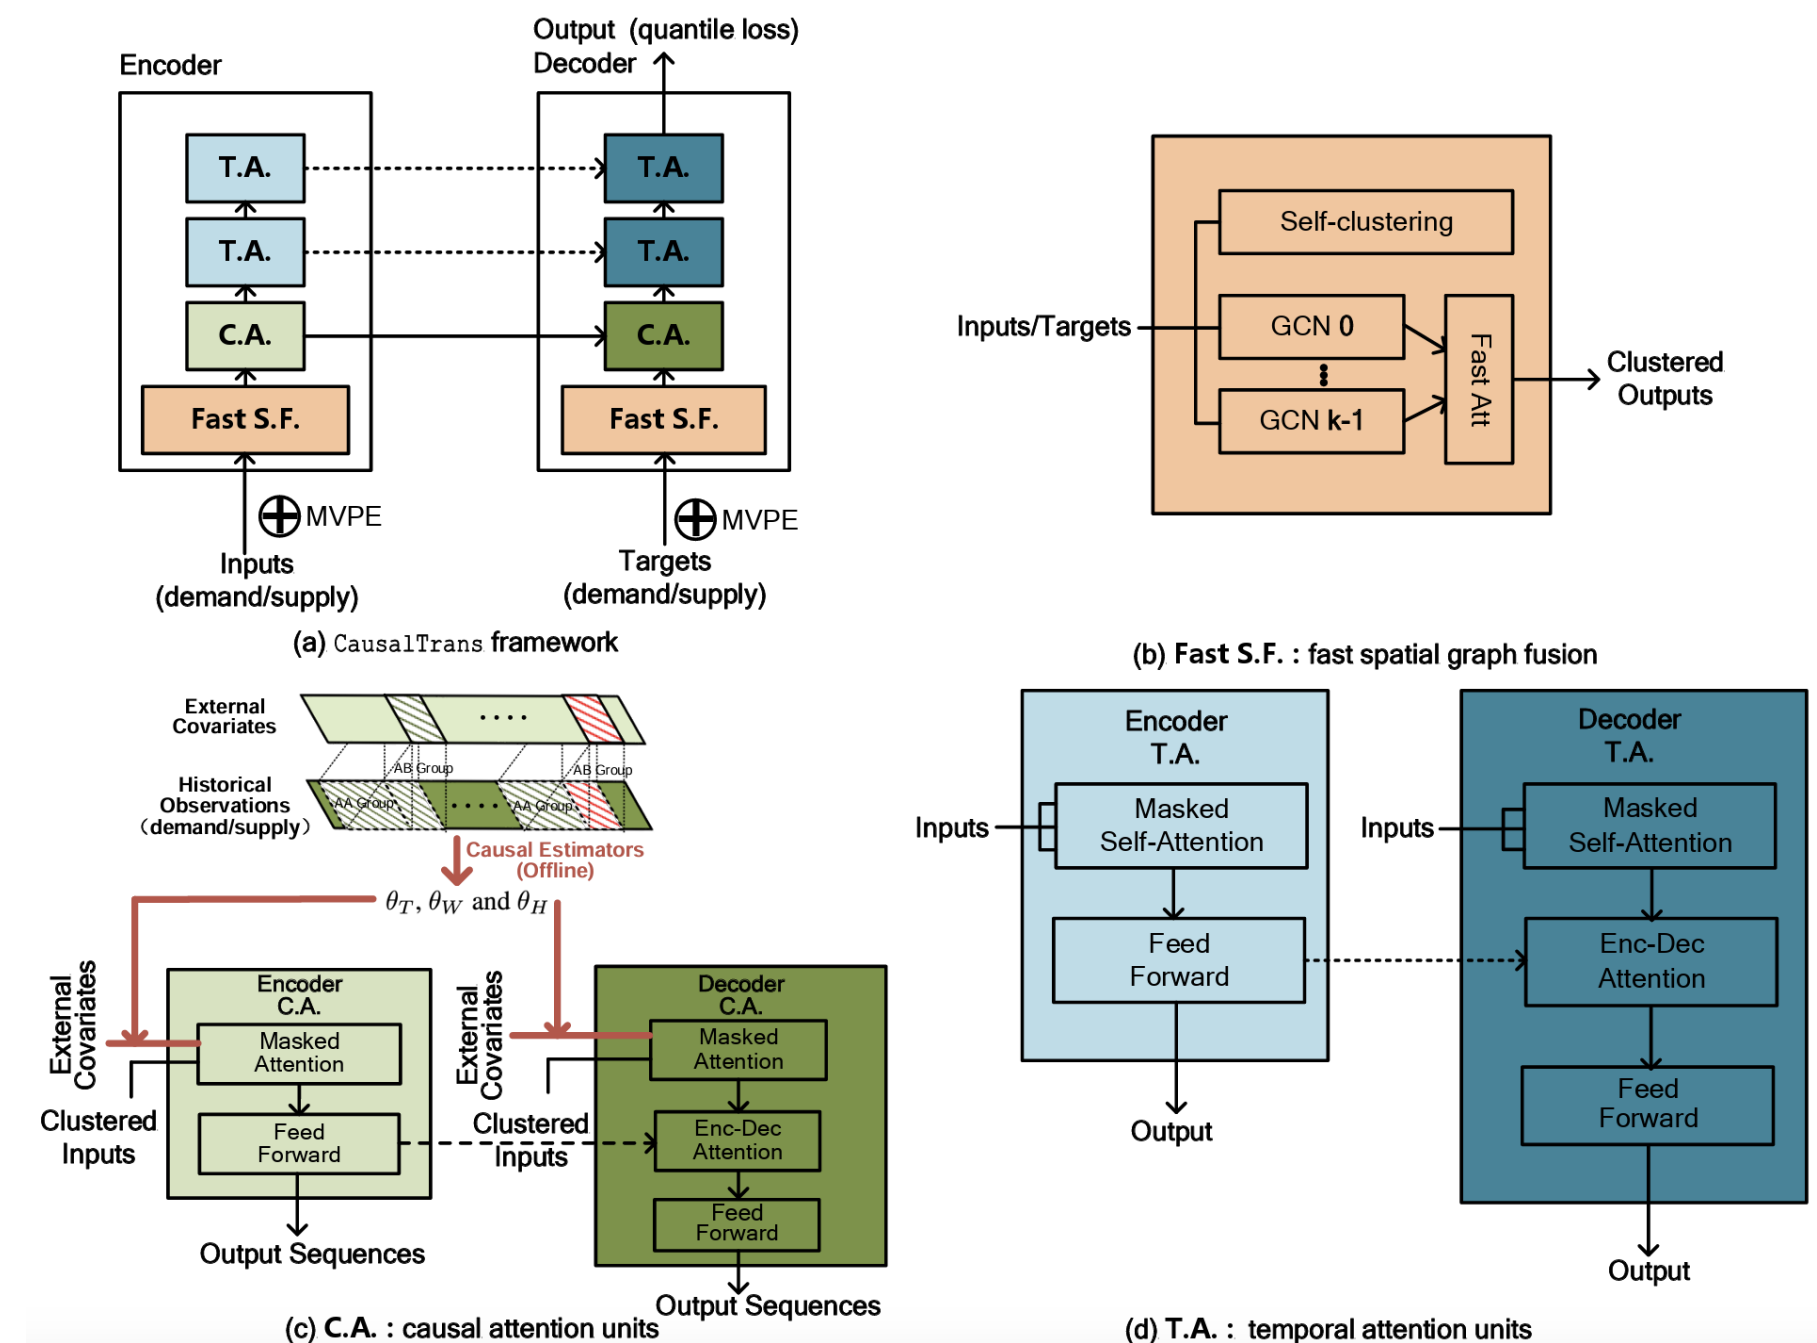 Output (quantile loss)
Encoder
Decoder
T.A.
T.A.
T.A.
T.A.
C.A.
C.A.
Fast S.F.
Fast S.F.
MVPE
MVPE
Inputs
(demand/supply)
Targets
(demand/supply)
(a) CausalTrans framework
Self-clustering
Inputs/Targets
GCN 0
GCN k-1
Fast Att
Clustered
Outputs
(b) Fast S.F. : fast spatial graph fusion
External
Covariates
....
AB Group
AB Group
Historical
Observations
(demand/supply)
AA Group
....
AA Group
Causal Estimators
(Offline)
θT, θW and θH
External
Covariates
Clustered
Inputs
Encoder
C.A.
Masked
Attention
Feed
Forward
Output Sequences
External
Covariates
Clustered
Inputs
Decoder
C.A.
Masked
Attention
Enc-Dec
Attention
Feed
Forward
Output Sequences
(c) C.A. : causal attention units
Encoder
T.A.
Inputs
Masked
Self-Attention
Feed
Forward
Output
Decoder
T.A.
Inputs
Masked
Self-Attention
Enc-Dec
Attention
Feed
Forward
Output
(d) T.A. : temporal attention units